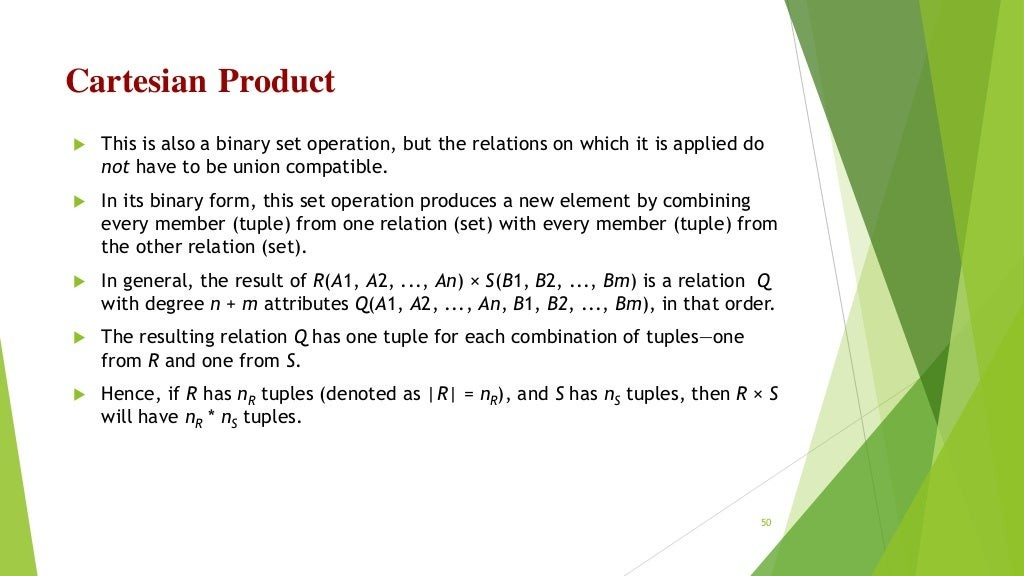 Cartesian Product
This is also a binary set operation, but the relations on which it is applied do
not have to be union compatible.
In its binary form, this set operation produces a new element by combining
every member (tuple) from one relation (set) with every member (tuple) from
the other relation (set).
In general, the result of R(A1, A2, ..., An) × S(B1, B2, ..., Bm) is a relation Q
with degree n + m attributes Q(A1, A2, ..., An, B1, B2, ..., Bm), in that order.
The resulting relation Q has one tuple for each combination of tuples—one
from R and one from S.
Hence, if R has nR tuples (denoted as |R| = nR), and S has nS tuples, then R × S
will have nR * nS tuples.
50